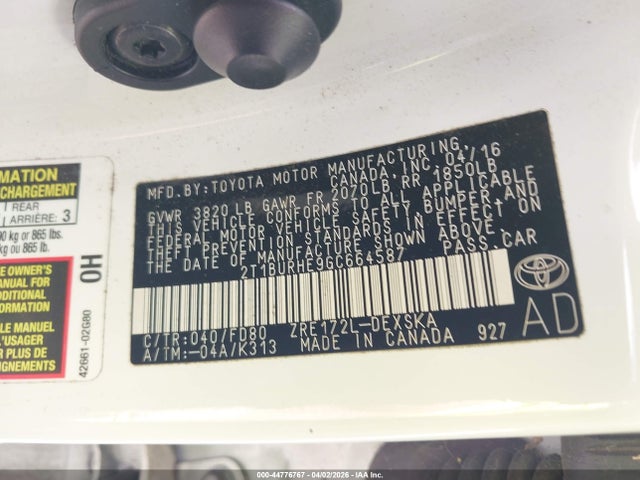 MFD. BY: TOYOTA MOTOR MANUFACTURING
CANADA, INC. 04/16
GVWR 3820 LB GAWR FR 2070LB RR 1850LB
THIS VEHICLE CONFORMS TO ALL APPLICABLE
FEDERAL MOTOR VEHICLE SAFETY, BUMPER, AND
THEFT PREVENTION STANDARDS IN EFFECT ON
THE DATE OF MANUFACTURE SHOWN ABOVE.
2T1BURHE9GC664587 PASS.CAR
C/TR:040/FD80 ZRE172L-DEXSKA
A/TM:-04A/K313 MADE IN CANADA 927
AD
TOYOTA
MATION
CHARGEMENT
REAR
ARRIÈRE: 3
kg or 865 lbs.
kg ou 865 lb.
E OWNER'S
MANUAL FOR
LE MANUEL
L'USAGER
R PLUS DE
OH
42661-02G80
000-44776767 - 04/02/2026 - IAA Inc.